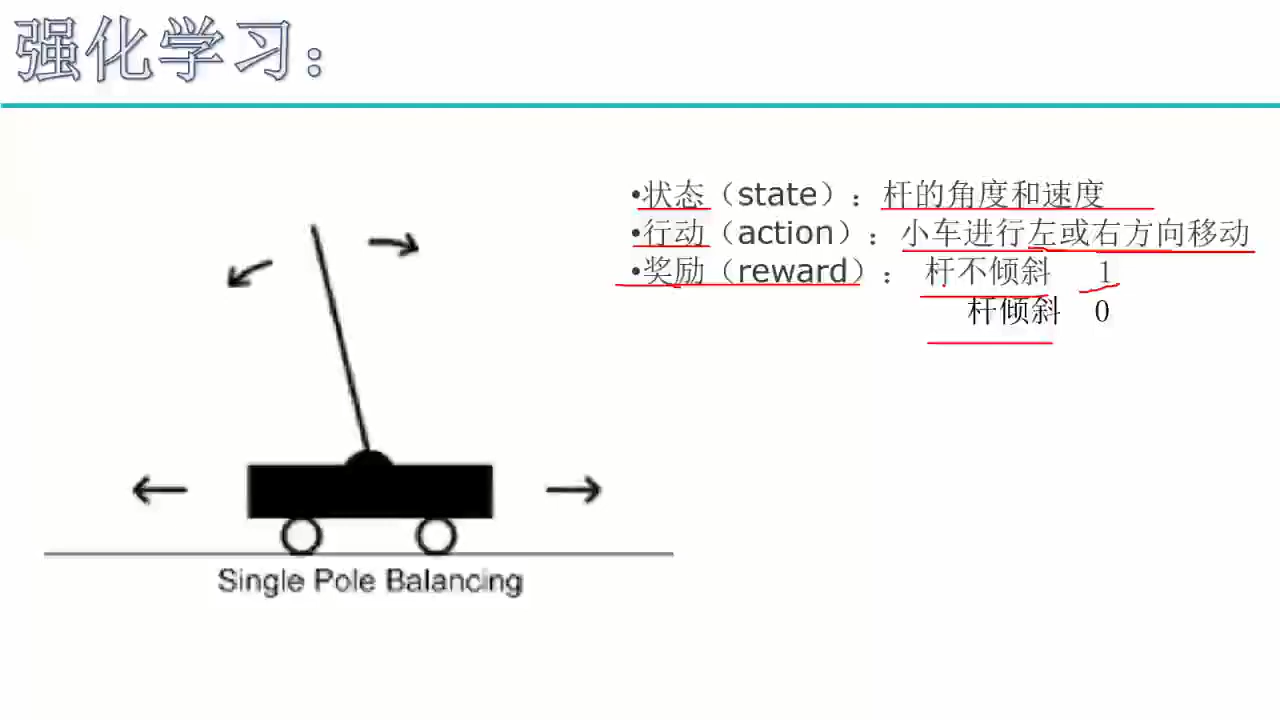 强化学习：
•状态（state）：杆的角度和速度
•行动（action）：小车进行左或右方向移动
•奖励（reward）： 杆不倾斜 1
杆倾斜 0
Single Pole Balancing